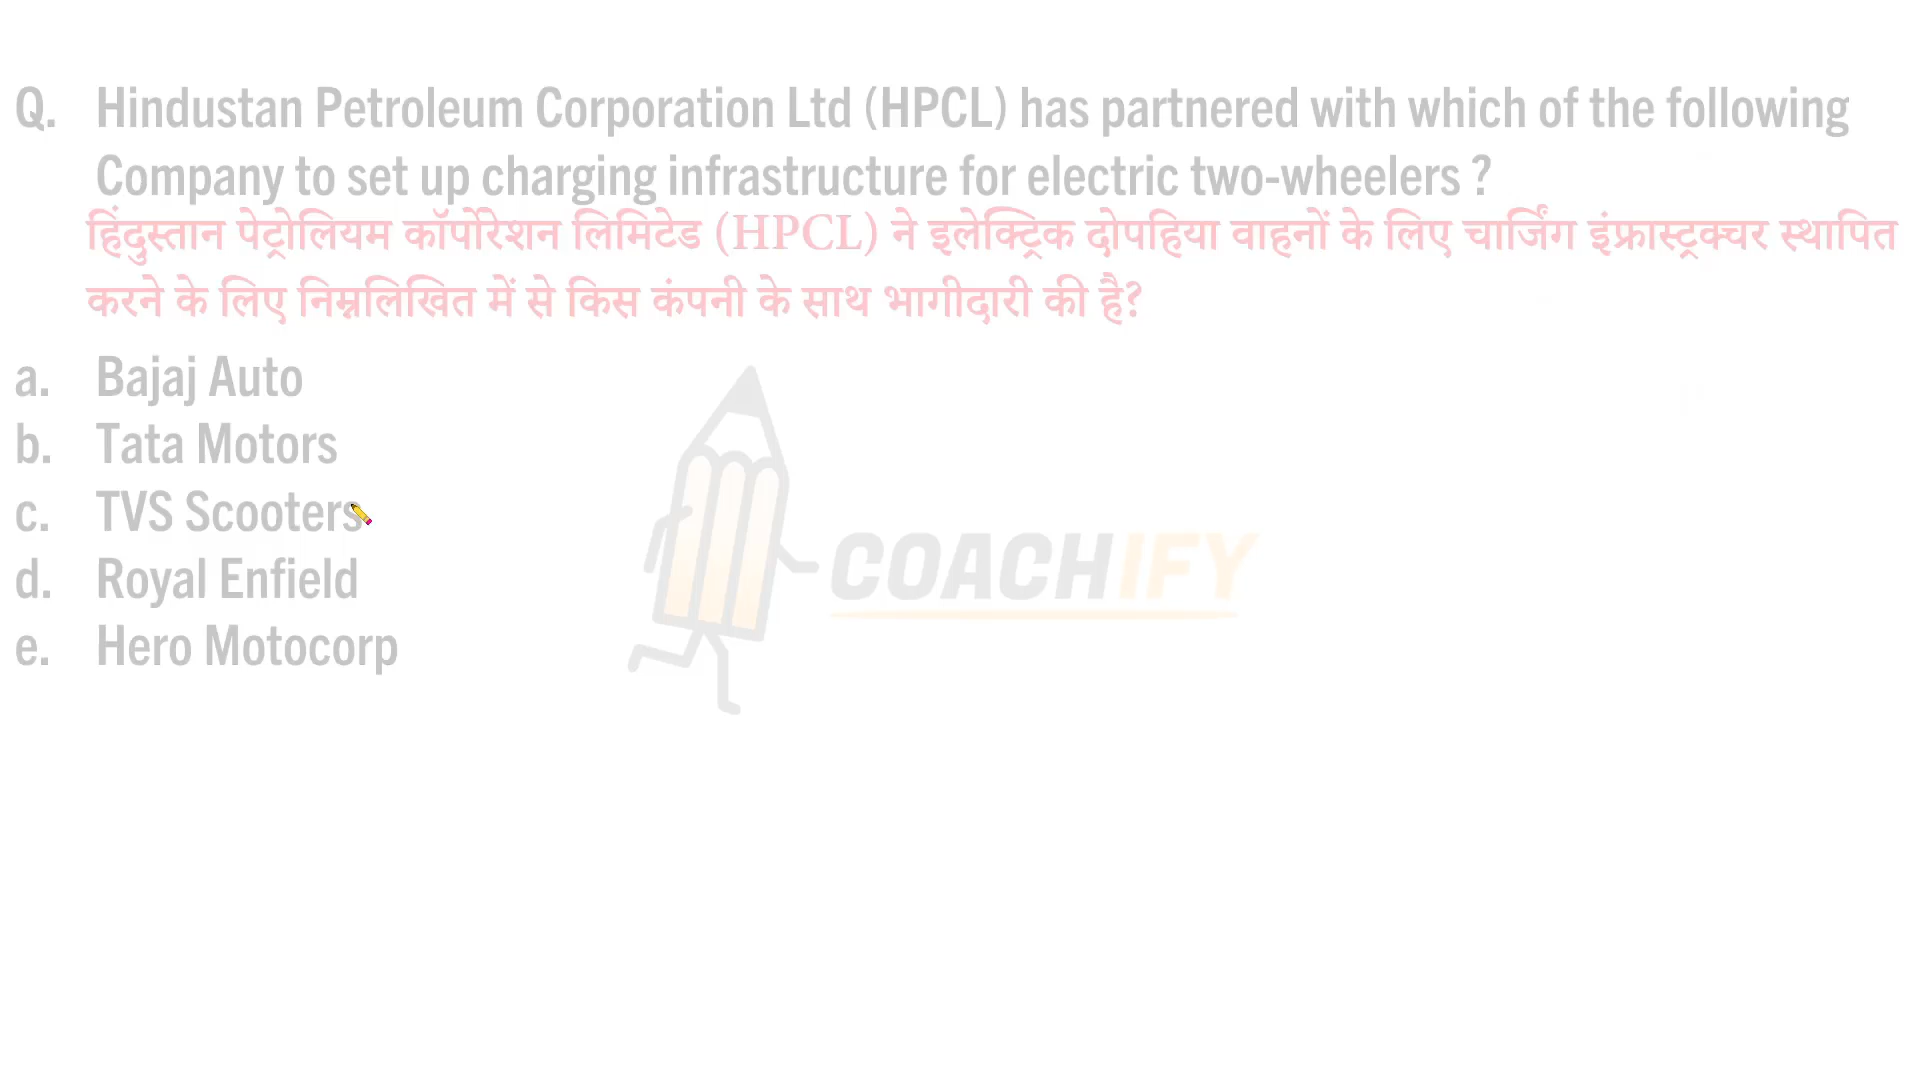 Q. Hindustan Petroleum Corporation Ltd (HPCL) has partnered with which of the following
Company to set up charging infrastructure for electric two-wheelers ?
हिंदुस्तान पेट्रोलियम कॉर्पोरेशन लिमिटेड (HPCL) ने इलेक्ट्रिक दोपहिया वाहनों के लिए चार्जिंग इंफ्रास्ट्रक्चर स्थापित
करने के लिए निम्नलिखित में से किस कंपनी के साथ भागीदारी की है?
a. Bajaj Auto
b. Tata Motors
c. TVS Scooters
d. Royal Enfield
e. Hero Motocorp
COACHIFY